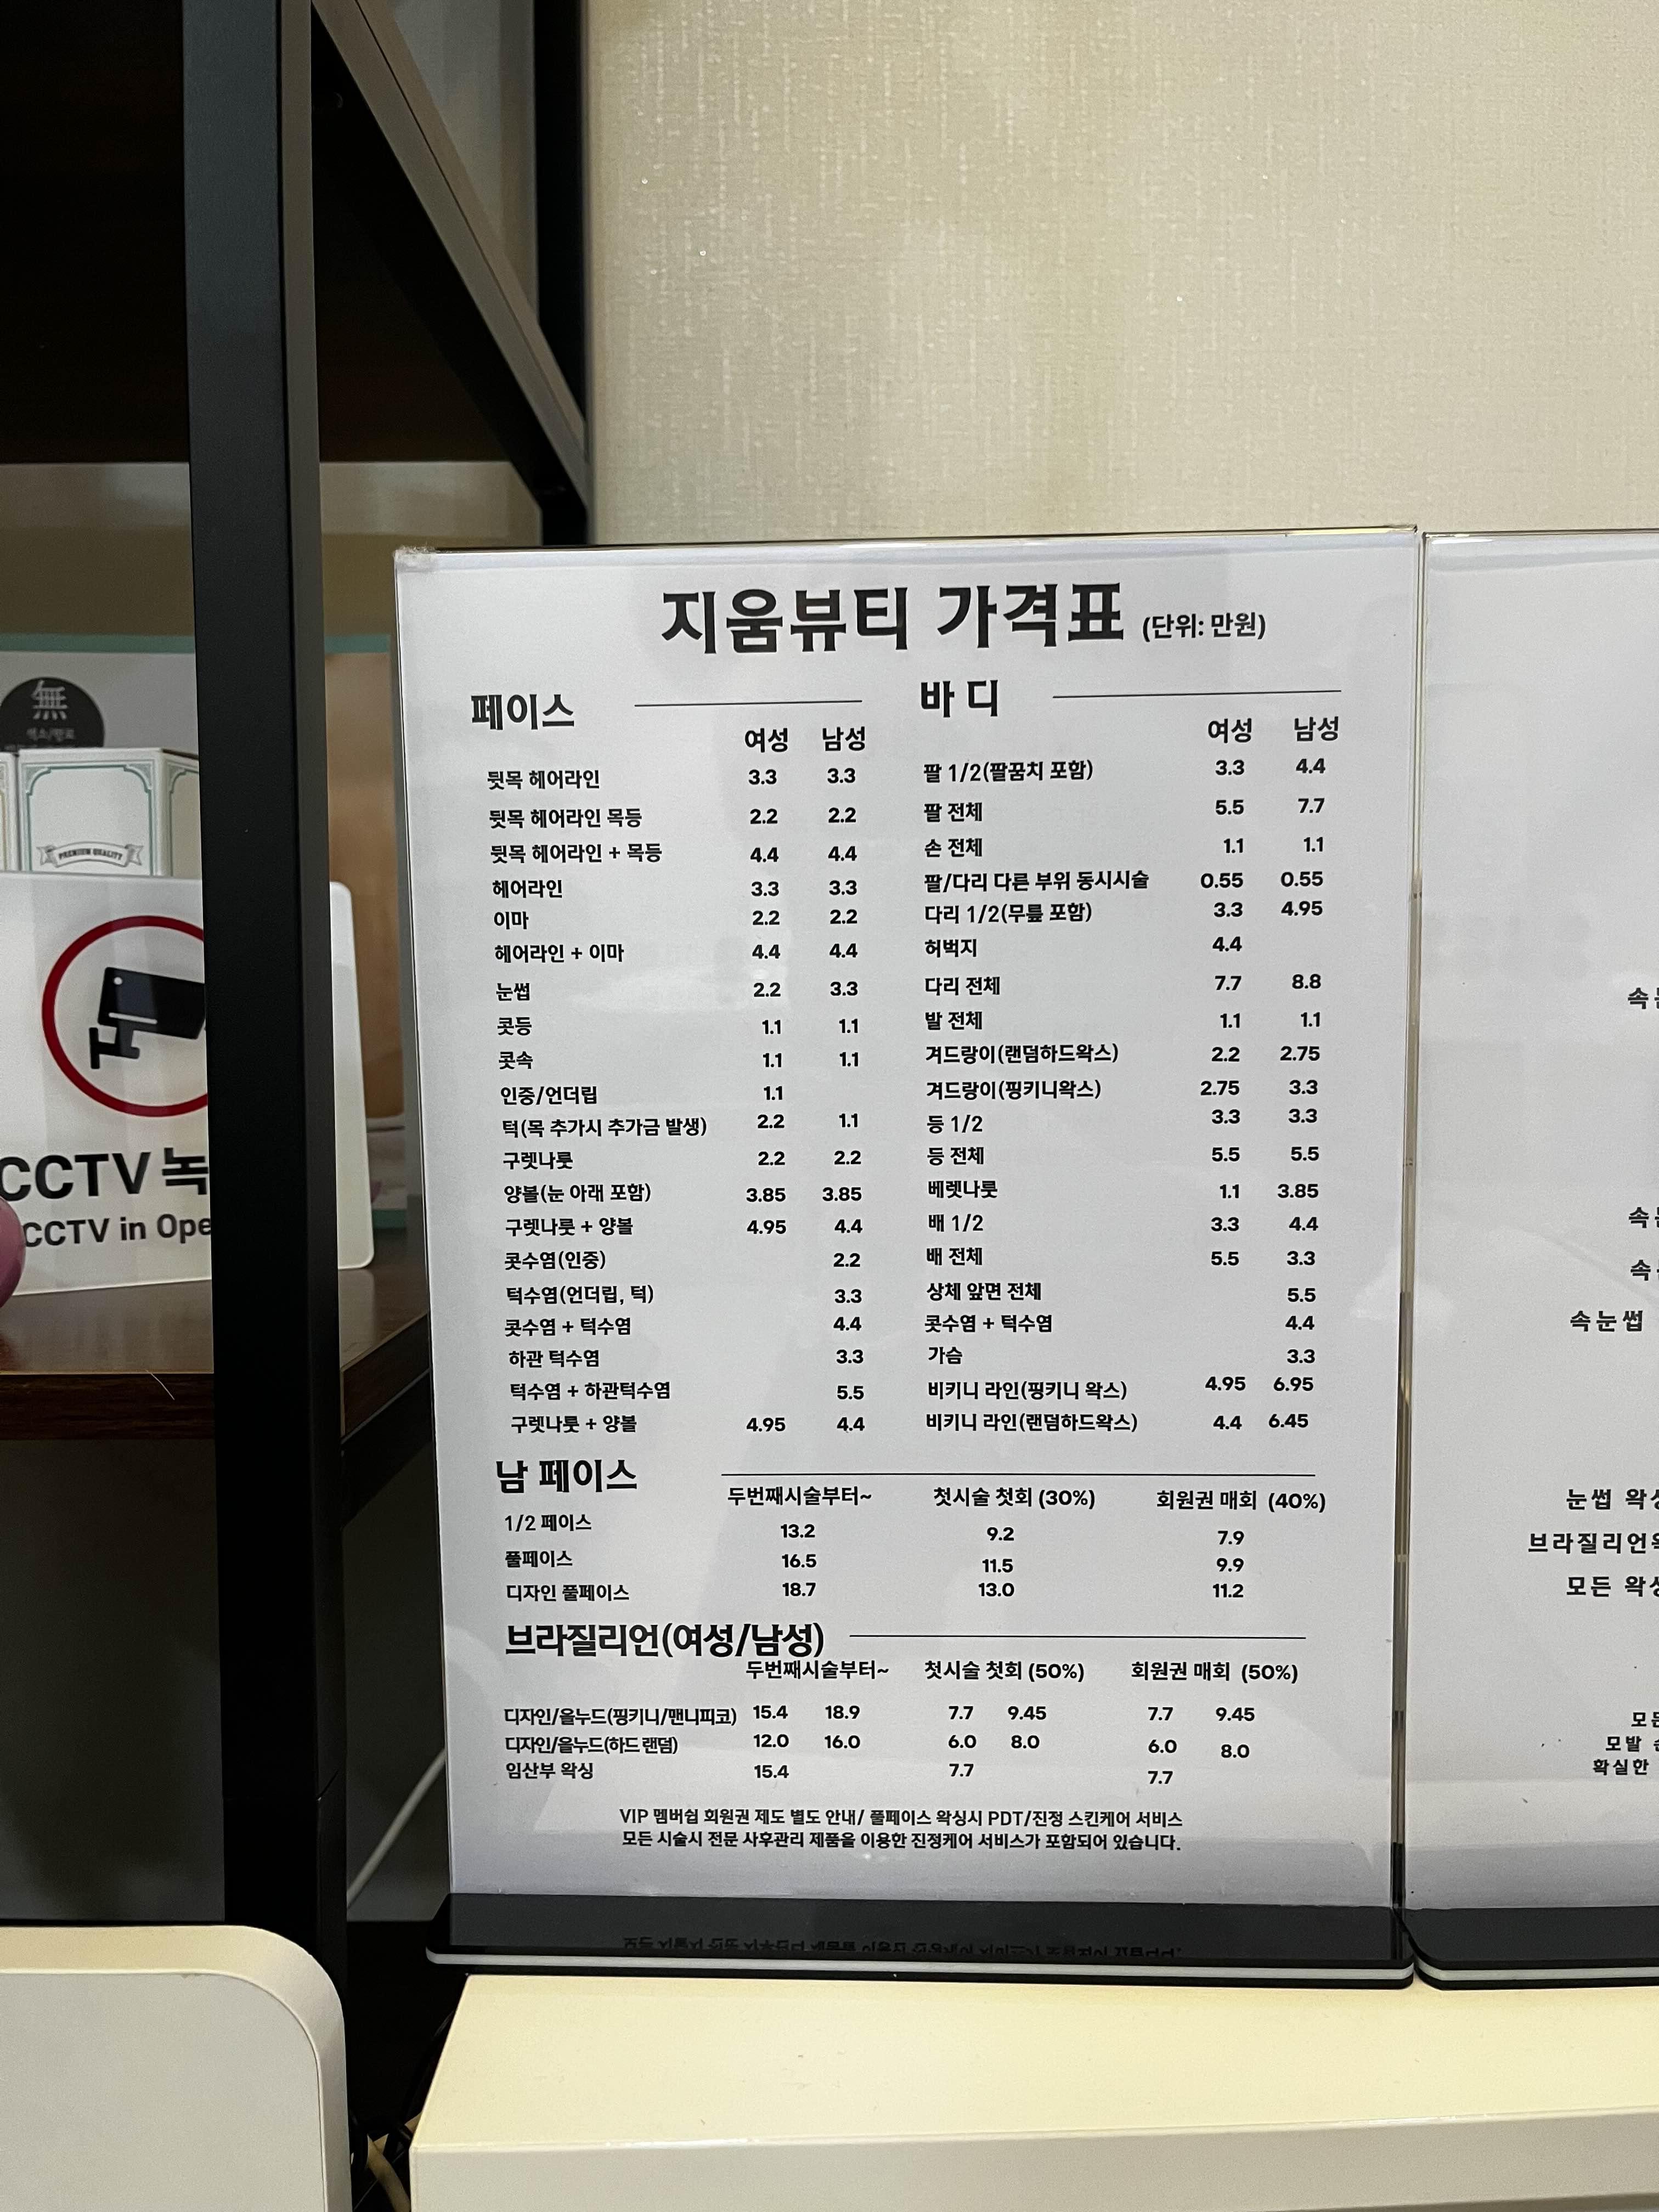 지움뷰티 가격표 (단위: 만원)
페이스
여성 남성
뒷목 헤어라인 3.3 3.3
뒷목 헤어라인 목등 2.2 2.2
뒷목 헤어라인 + 목등 4.4 4.4
헤어라인 3.3 3.3
이마 2.2 2.2
헤어라인 + 이마 4.4 4.4
눈썹 2.2 3.3
콧등 1.1 1.1
콧속 1.1 1.1
인중/언더립 1.1
턱(목 추가시 추가금 발생) 2.2 1.1
구렛나룻 2.2 2.2
양볼(눈 아래 포함) 3.85 3.85
구렛나룻 + 양볼 4.95 4.4
콧수염(인중) 2.2
턱수염(언더립, 턱) 3.3
콧수염 + 턱수염 4.4
하관 턱수염 3.3
턱수염 + 하관턱수염 5.5
구렛나룻 + 양볼 4.95 4.4
바 디
여성 남성
팔 1/2(팔꿈치 포함) 3.3 4.4
팔 전체 5.5 7.7
손 전체 1.1 1.1
팔/다리 다른 부위 동시시술 0.55 0.55
다리 1/2(무릎 포함) 3.3 4.95
허벅지 4.4
다리 전체 7.7 8.8
발 전체 1.1 1.1
겨드랑이(랜덤하드왁스) 2.2 2.75
겨드랑이(핑키니왁스) 2.75 3.3
등 1/2 3.3 3.3
등 전체 5.5 5.5
베렛나룻 1.1 3.85
배 1/2 3.3 4.4
배 전체 5.5 3.3
상체 앞면 전체 5.5
콧수염 + 턱수염 4.4
가슴 3.3
비키니 라인(핑키니 왁스) 4.95 6.95
비키니 라인(랜덤하드왁스) 4.4 6.45
남 페이스
두번째시술부터~ 첫시술 첫회 (30%) 회원권 매회 (40%)
1/2 페이스 13.2 9.2 7.9
풀페이스 16.5 11.5 9.9
디자인 풀페이스 18.7 13.0 11.2
브라질리언(여성/남성)
두번째시술부터~ 첫시술 첫회 (50%) 회원권 매회 (50%)
디자인/올누드(핑키니/맨니피코) 15.4 18.9 7.7 9.45 7.7 9.45
디자인/올누드(하드 랜덤) 12.0 16.0 6.0 8.0 6.0 8.0
임산부 왁싱 15.4 7.7 7.7
VIP 멤버쉽 회원권 제도 별도 안내/ 풀페이스 왁싱시 PDT/진정 스킨케어 서비스
모든 시술시 전문 사후관리 제품을 이용한 진정케어 서비스가 포함되어 있습니다.
無
PREMIUM QUALITY
CCTV 녹
CCTV in Ope
속눈썹
눈썹 왁싱
브라질리언
모든 왁싱
모든
모발
확실한